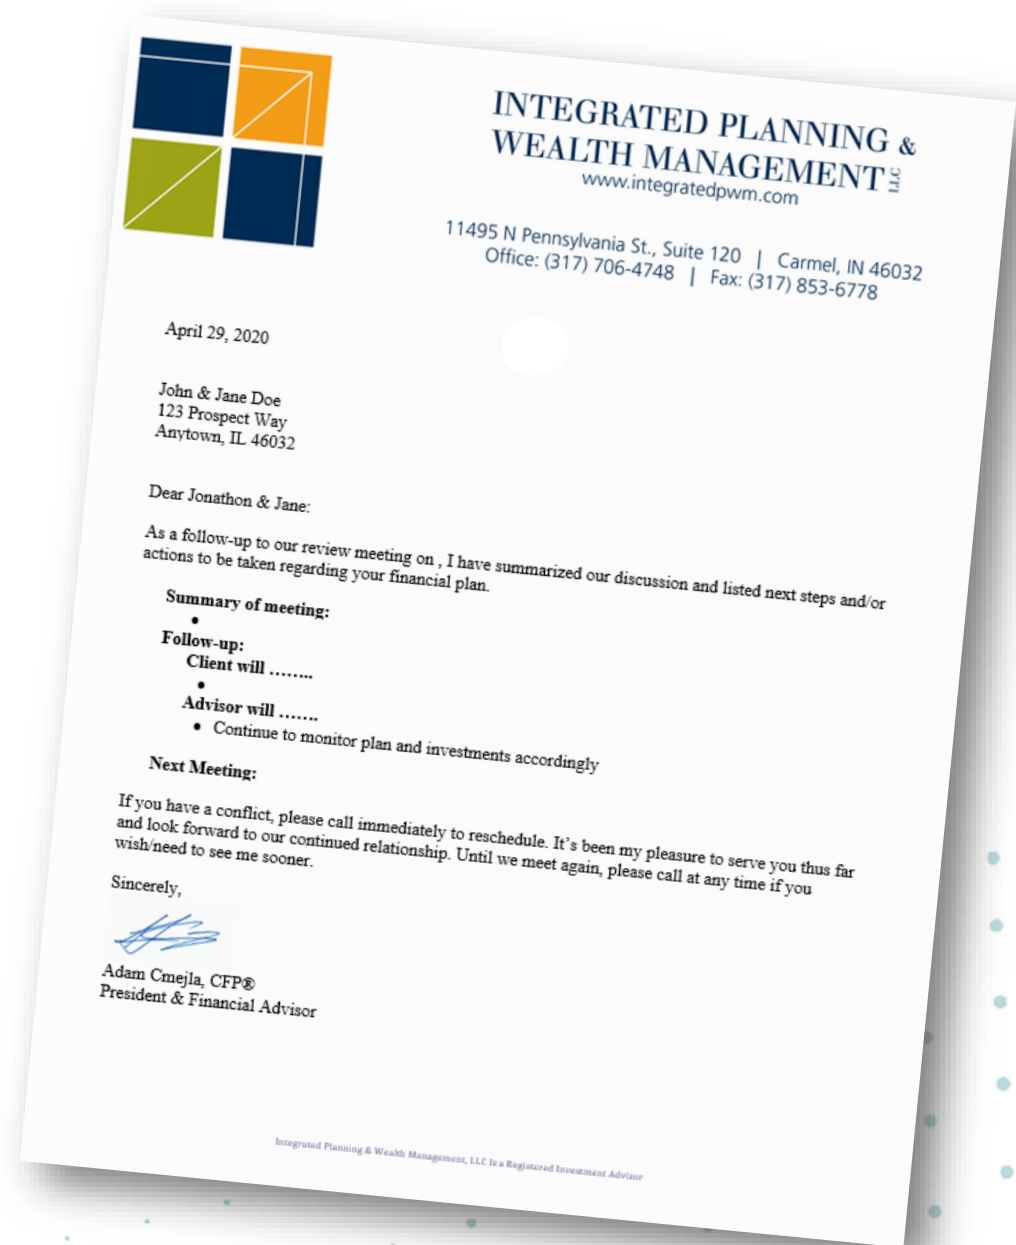 INTEGRATED PLANNING &
WEALTH MANAGEMENT LLC
www.integratedpwm.com
11495 N Pennsylvania St., Suite 120 | Carmel, IN 46032
Office: (317) 706-4748 | Fax: (317) 853-6778
April 29, 2020
John & Jane Doe
123 Prospect Way
Anytown, IL 46032
Dear Jonathon & Jane:
As a follow-up to our review meeting on , I have summarized our discussion and listed next steps and/or
actions to be taken regarding your financial plan.
Summary of meeting:
•
Follow-up:
Client will ……..
•
Advisor will …….
• Continue to monitor plan and investments accordingly
Next Meeting:
If you have a conflict, please call immediately to reschedule. It’s been my pleasure to serve you thus far
and look forward to our continued relationship. Until we meet again, please call at any time if you
wish/need to see me sooner.
Sincerely,
Adam Cmejla, CFP®
President & Financial Advisor
Integrated Planning & Wealth Management, LLC Is a Registered Investment Advisor